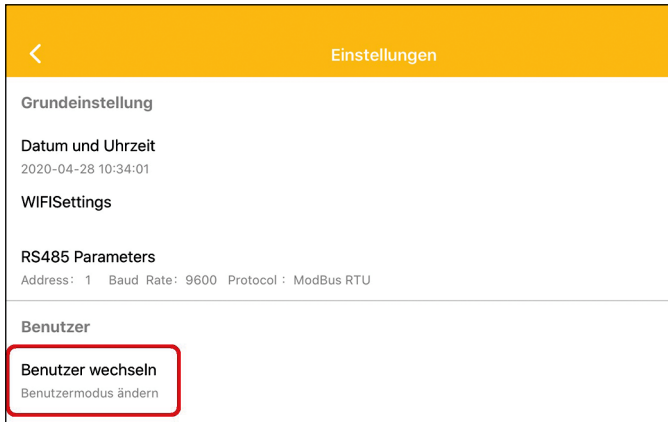 Einstellungen
Grundeinstellung
Datum und Uhrzeit
2020-04-28 10:34:01
WIFISettings
RS485 Parameters
Address: 1 Baud Rate: 9600 Protocol : ModBus RTU
Benutzer
Benutzer wechseln
Benutzermodus ändern